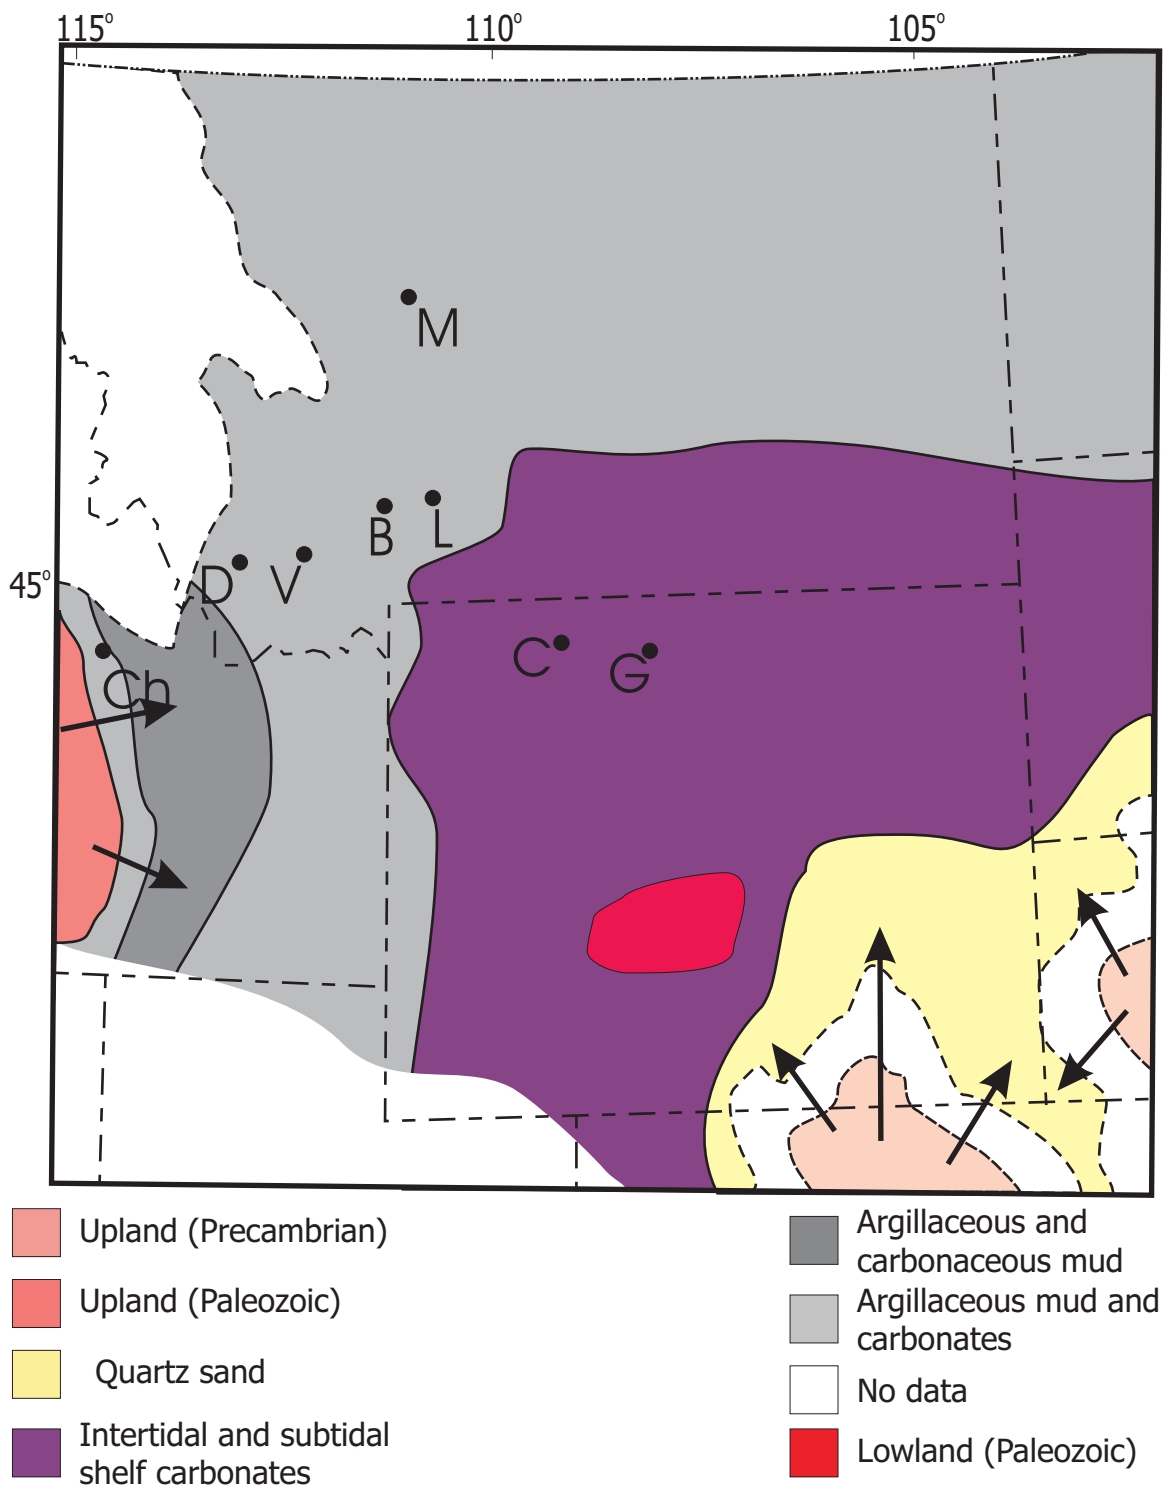 115°
110°
105°
M
B
L
45°
D
V
C
G
Ch
Upland (Precambrian)
Upland (Paleozoic)
Quartz sand
Intertidal and subtidal
shelf carbonates
Argillaceous and
carbonaceous mud
Argillaceous mud and
carbonates
No data
Lowland (Paleozoic)